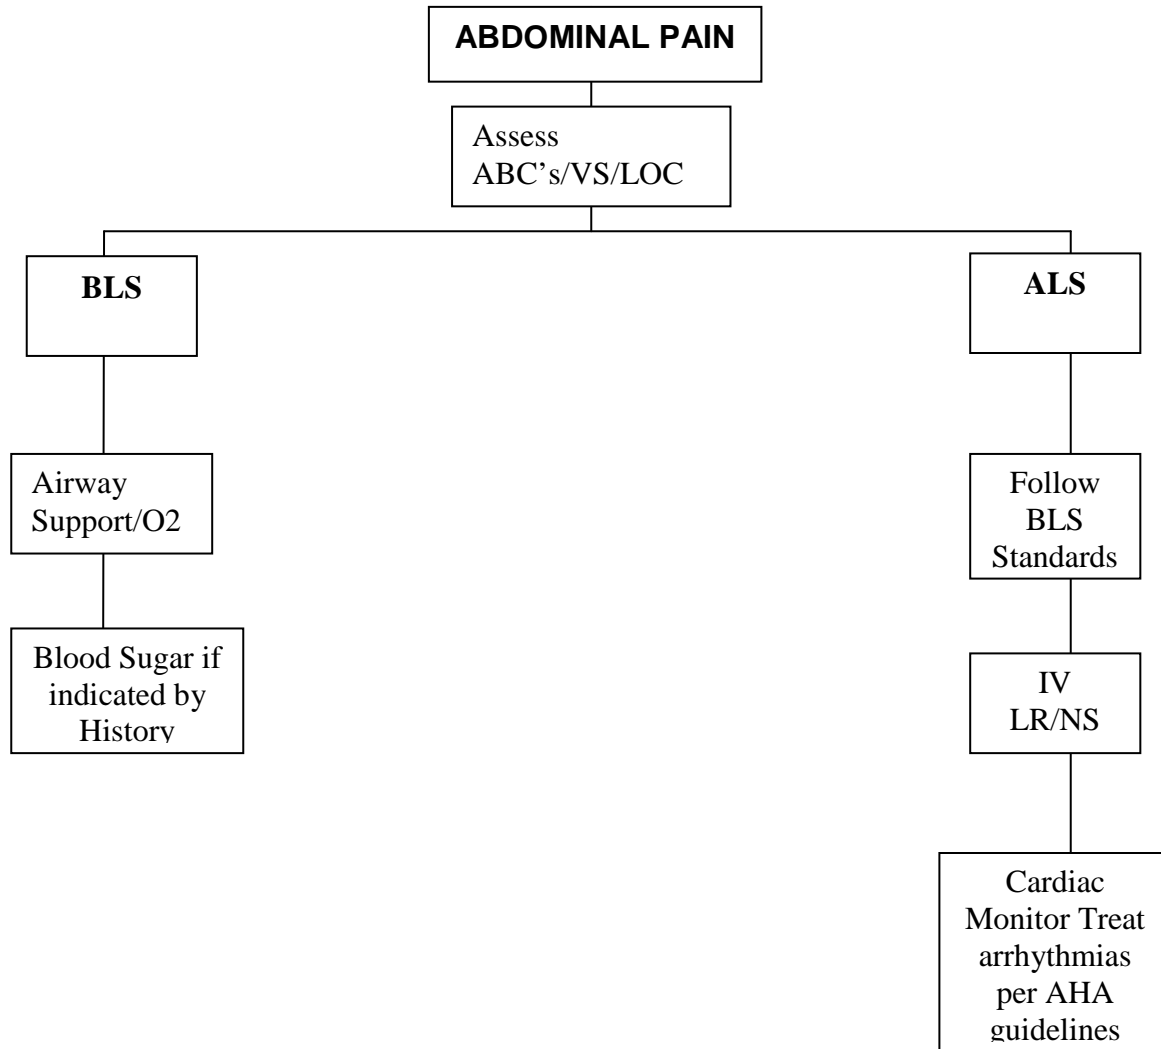 ABDOMINAL PAIN
Assess
ABC’s/VS/LOC
BLS
ALS
Airway
Support/O2
Follow
BLS
Standards
Blood Sugar if
indicated by
History
IV
LR/NS
Cardiac
Monitor Treat
arrhythmias
per AHA
guidelines